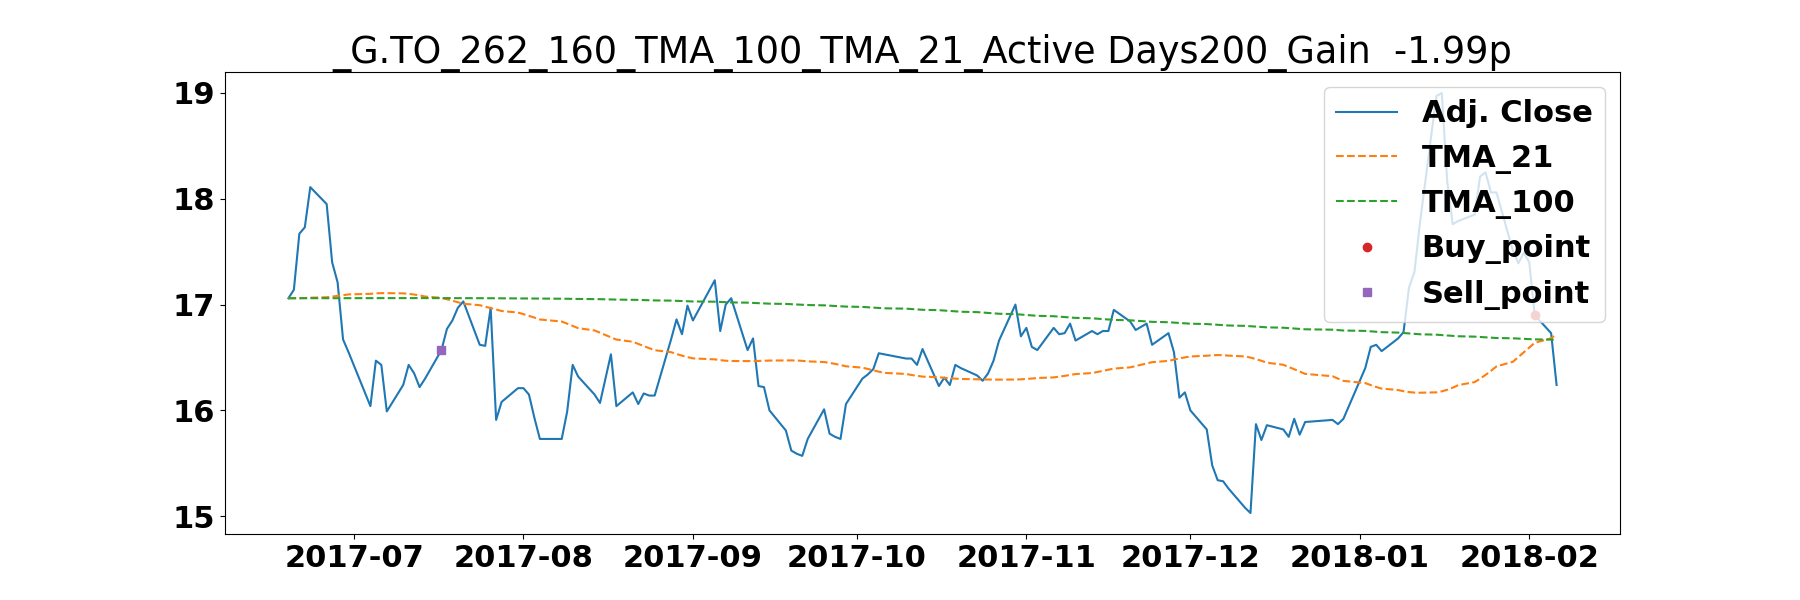 _G.TO_262_160_TMA_100_TMA_21_Active Days200_Gain  -1.99p
19
18
17
16
15
Adj. Close
TMA_21
TMA_100
Buy_point
Sell_point
2017-07 2017-08 2017-09 2017-10 2017-11 2017-12 2018-01 2018-02